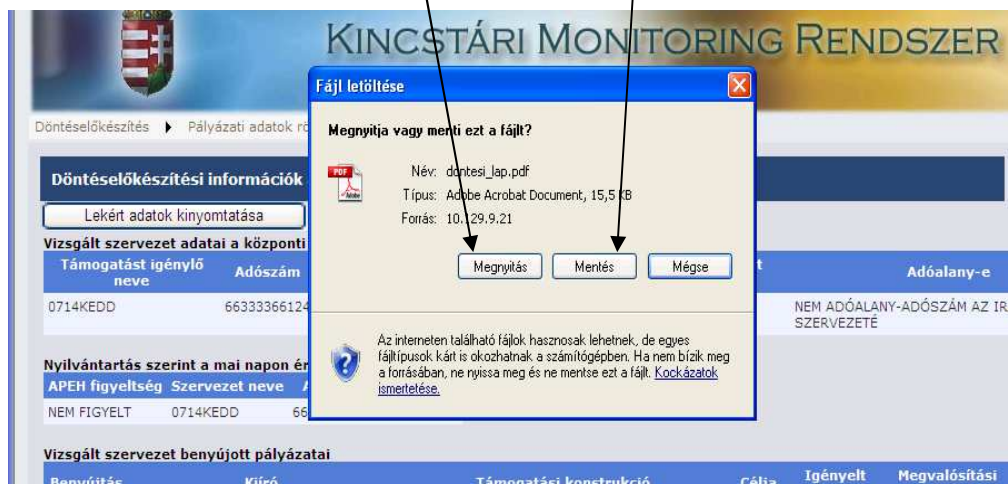 KINCSTÁRI MONITORING RENDSZER
Döntéselőkészítés ▶ Pályázati adatok rö
Fájl letöltése
Megnyitja vagy menti ezt a fájlt?
Név: dontesi_lap.pdf
Típus: Adobe Acrobat Document, 15,5 KB
Forrás: 10.129.9.21
Megnyitás Mentés Mégse
Az interneten található fájlok hasznosak lehetnek, de egyes
fájltípusok kárt is okozhatnak a számítógépben. Ha nem bízik meg
a forrásában, ne nyissa meg és ne mentse ezt a fájlt. Kockázatok
ismertetése.
Döntéselőkészítési információk
Lekért adatok kinyomtatása
Vizsgált szervezet adatai a központi
Támogatást igénylő neve Adószám Adóalany-e
0714KEDD 66333366124 NEM ADÓALANY-ADÓSZÁM AZ IR
SZERVEZETÉ
Nyilvántartás szerint a mai napon ér
APEH figyeltség Szervezet neve A
NEM FIGYELT 0714KEDD 66
Vizsgált szervezet benyújott pályázatai
Benyújtás Kiíró Támogatási konstrukció Célja Igényelt Megvalósítási